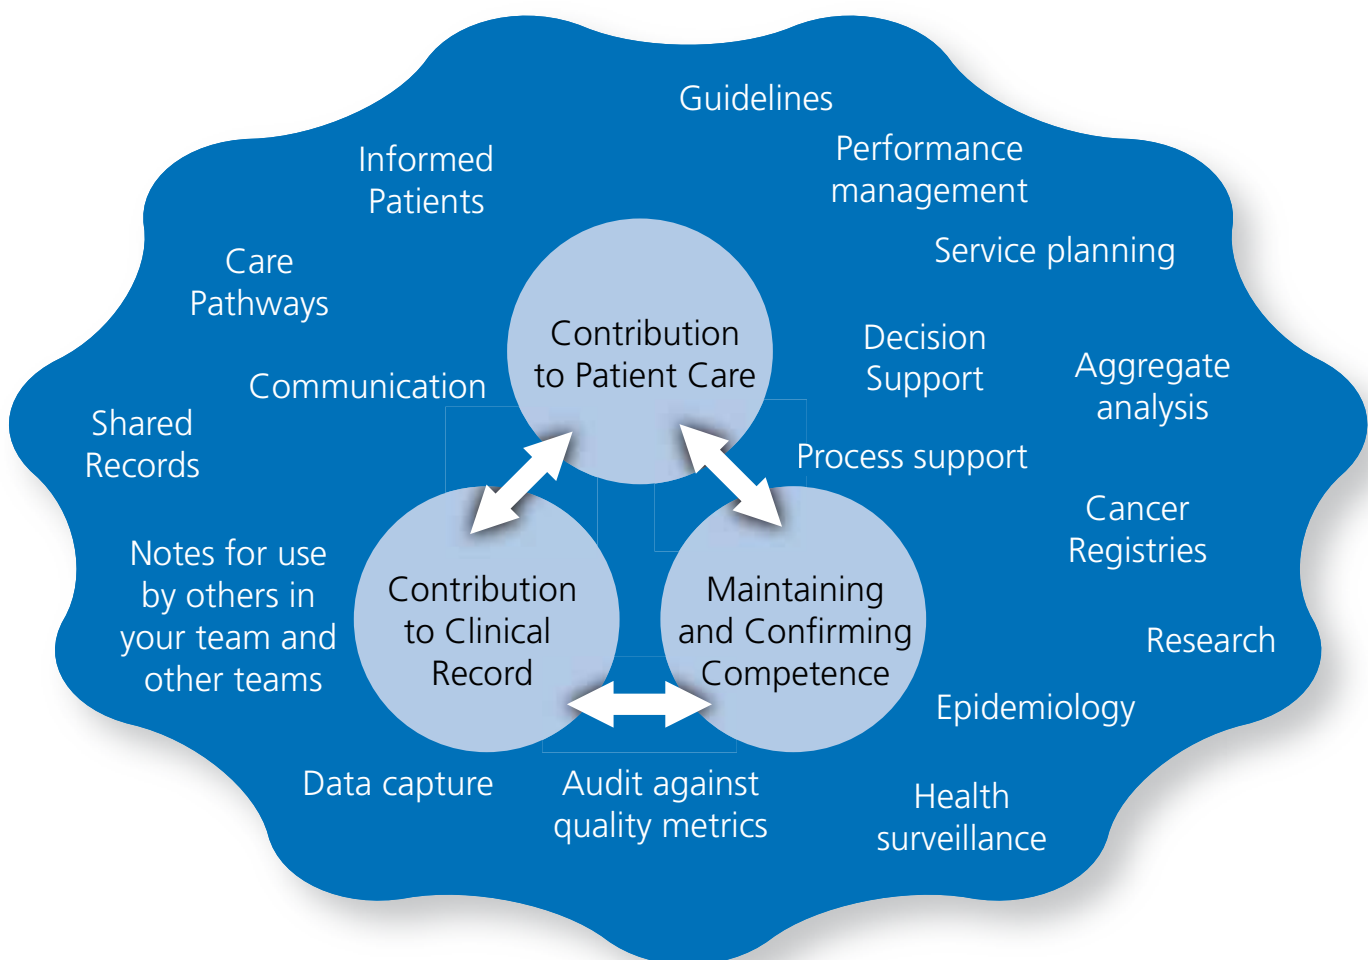 Guidelines
Informed
Patients
Performance
management
Service planning
Care
Pathways
Contribution
to Patient Care
Decision
Support
Aggregate
analysis
Communication
Shared
Records
Process support
Cancer
Registries
Notes for use
by others in
your team and
other teams
Contribution
to Clinical
Record
Maintaining
and Confirming
Competence
Research
Epidemiology
Data capture
Audit against
quality metrics
Health
surveillance